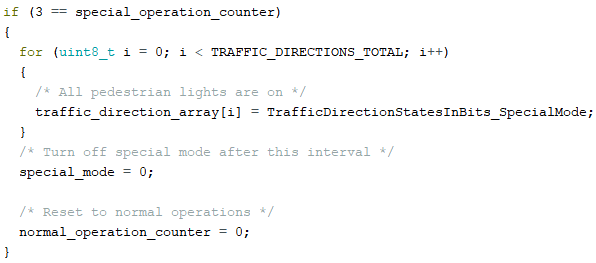 if (3 == special_operation_counter)
{
  for (uint8_t i = 0; i < TRAFFIC_DIRECTIONS_TOTAL; i++)
  {
    /* All pedestrian lights are on */
    traffic_direction_array[i] = TrafficDirectionStatesInBits_SpecialMode;
  }
  /* Turn off special mode after this interval */
  special_mode = 0;

  /* Reset to normal operations */
  normal_operation_counter = 0;
}